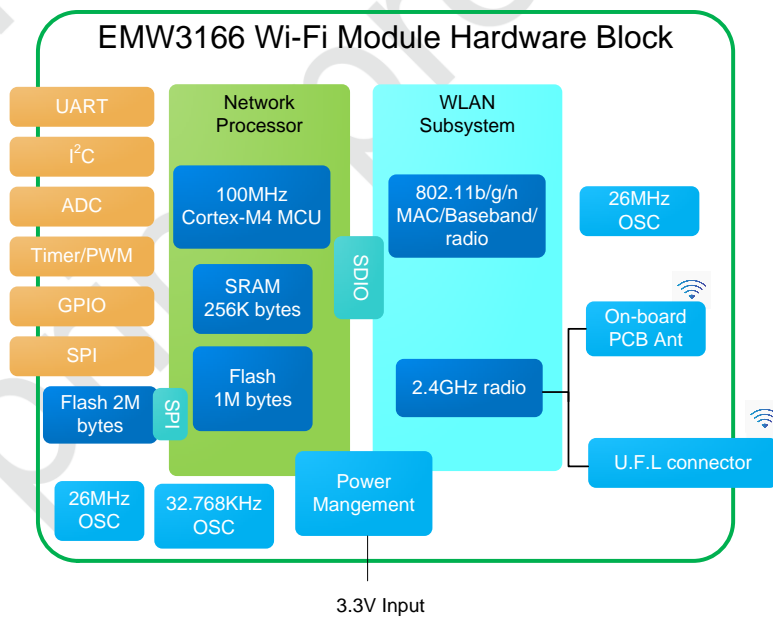 EMW3166 Wi-Fi Module Hardware Block
UART
I²C
ADC
Timer/PWM
GPIO
SPI
Flash 2M
bytes
SPI
Network
Processor
100MHz
Cortex-M4 MCU
SRAM
256K bytes
Flash
1M bytes
SDIO
WLAN
Subsystem
802.11b/g/n
MAC/Baseband/
radio
2.4GHz radio
26MHz
OSC
On-board
PCB Ant
U.F.L connector
26MHz
OSC
32.768KHz
OSC
Power
Mangement
3.3V Input